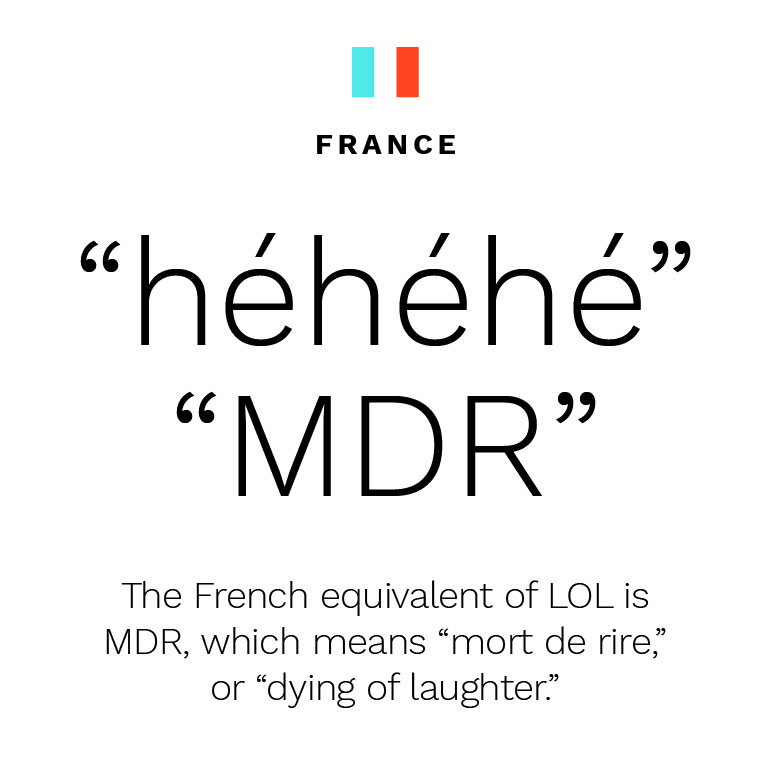 FRANCE
“héhéhé”
“MDR”
The French equivalent of LOL is
MDR, which means “mort de rire,”
or “dying of laughter.”